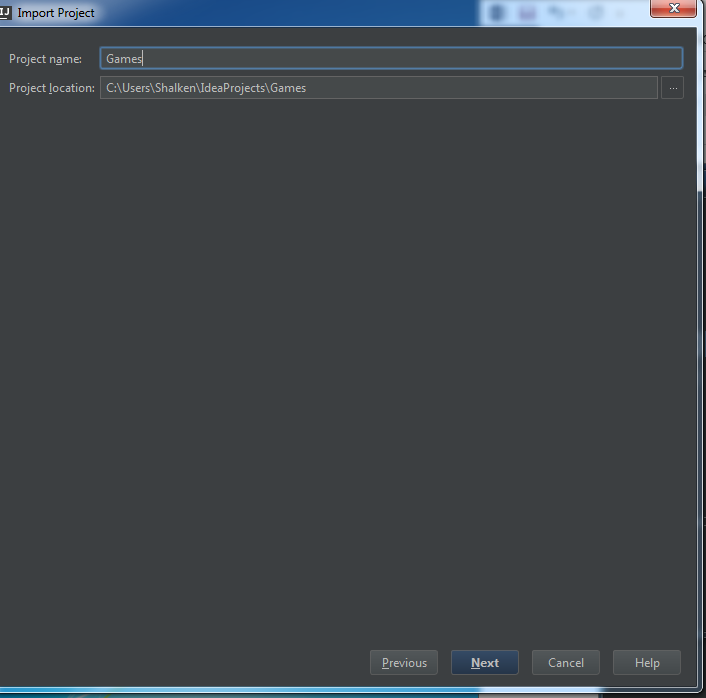 IJ Import Project
X
Project name: Games
Project location: C:\Users\Shalken\IdeaProjects\Games ...
Previous Next Cancel Help